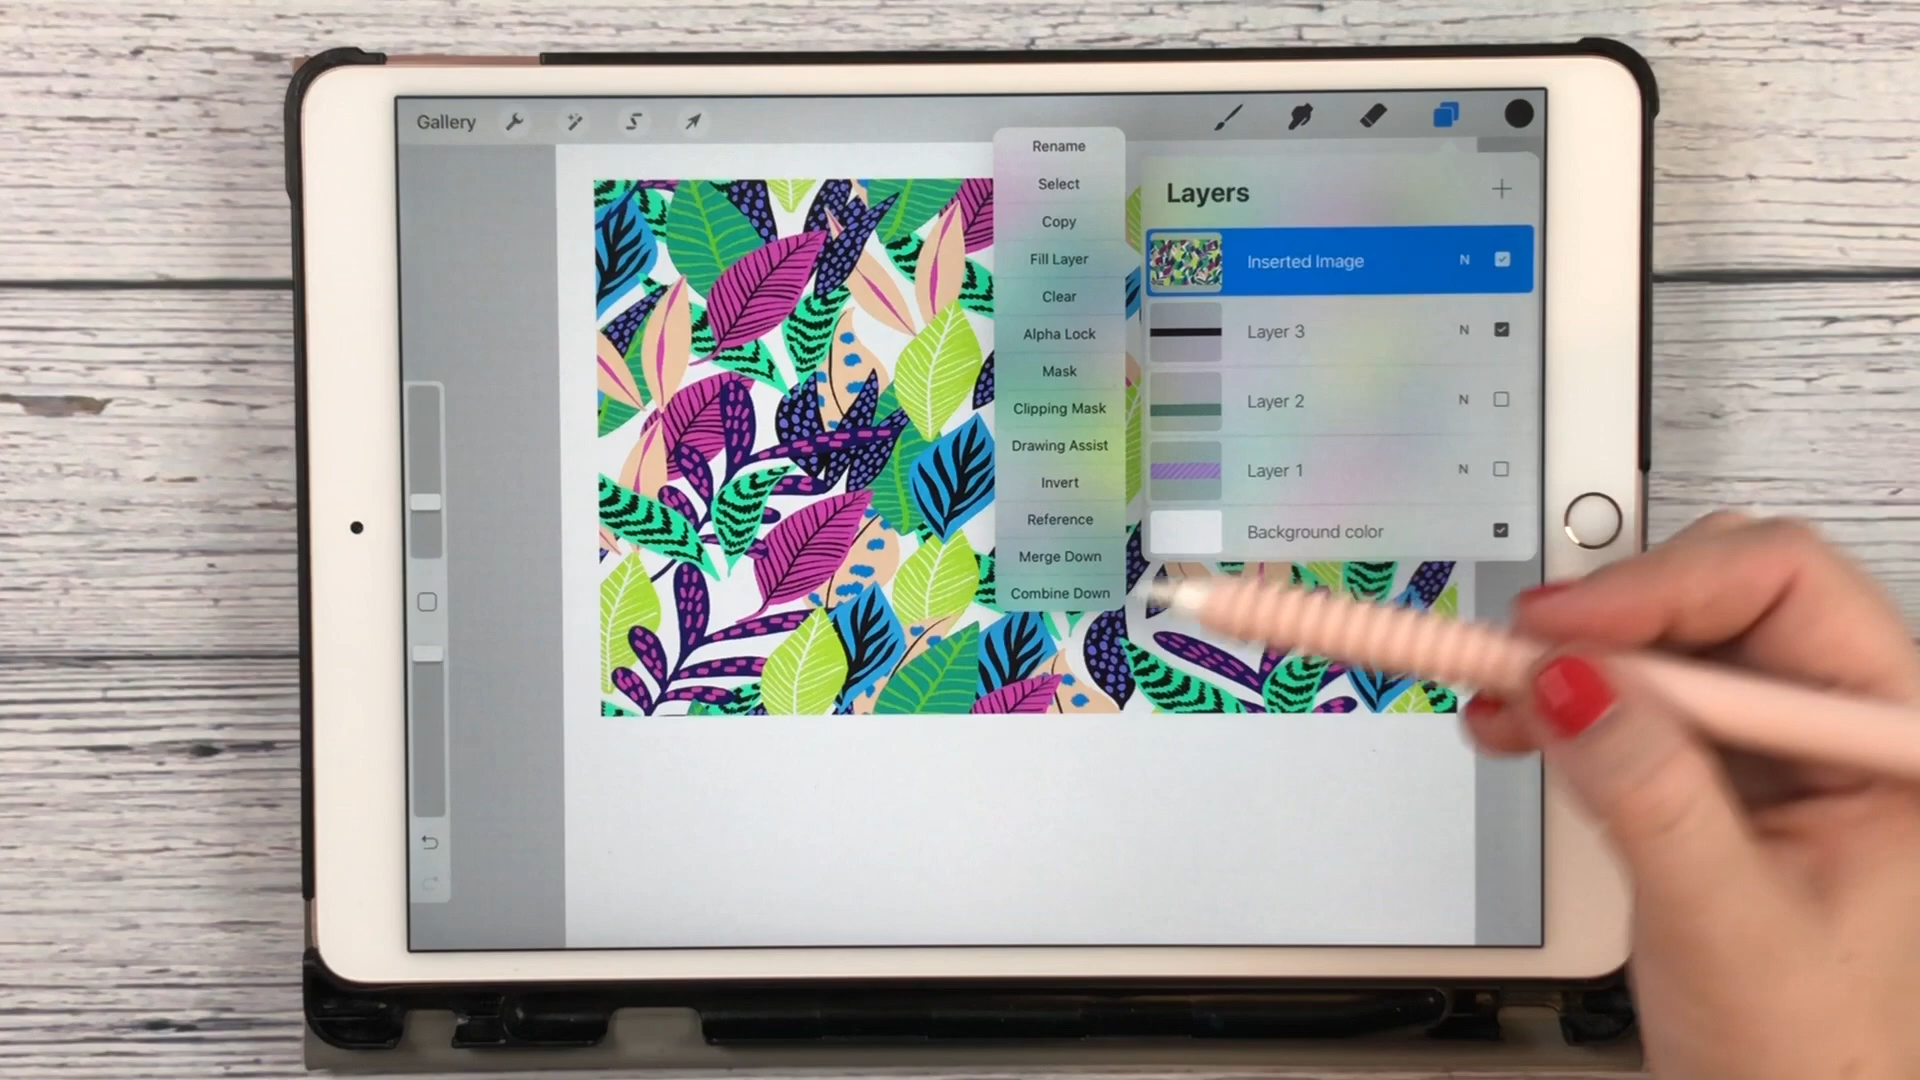 Gallery
Rename
Select
Copy
Fill Layer
Clear
Alpha Lock
Mask
Clipping Mask
Drawing Assist
Invert
Reference
Merge Down
Combine Down
Layers
Inserted Image N
Layer 3 N
Layer 2 N
Layer 1 N
Background color